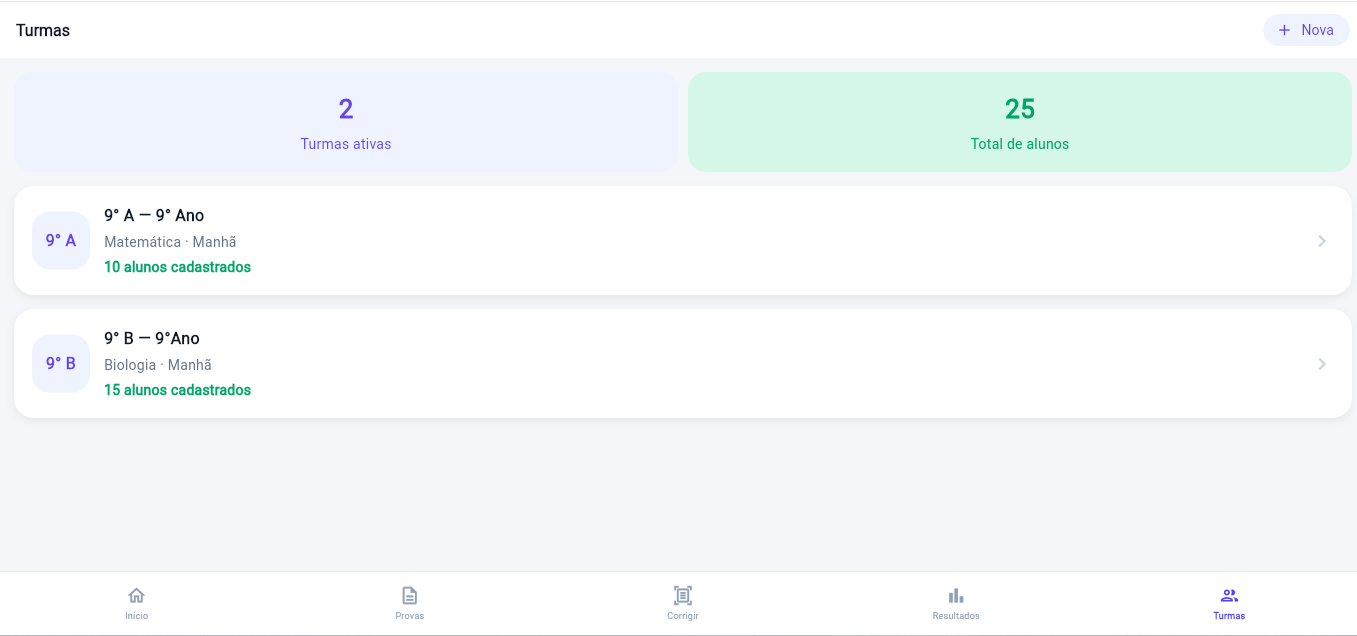 Turmas
+ Nova
2
Turmas ativas
25
Total de alunos
9° A
9° A — 9° Ano
Matemática · Manhã
10 alunos cadastrados
9° B
9° B — 9°Ano
Biologia · Manhã
15 alunos cadastrados
Início
Provas
Corrigir
Resultados
Turmas